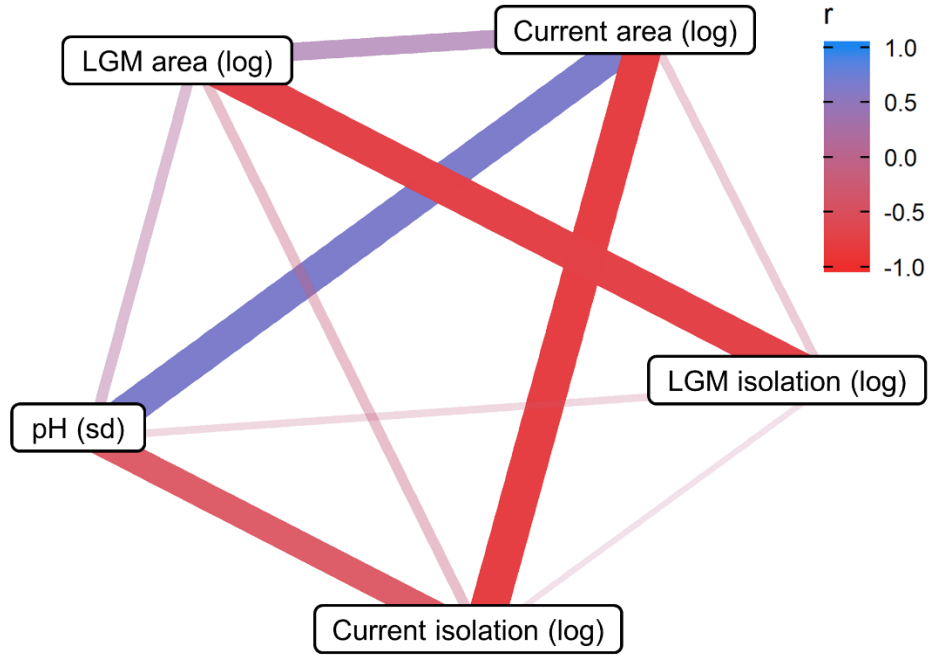 Current area (log)
LGM area (log)
LGM isolation (log)
pH (sd)
Current isolation (log)
r
1.0
0.5
0.0
-0.5
-1.0